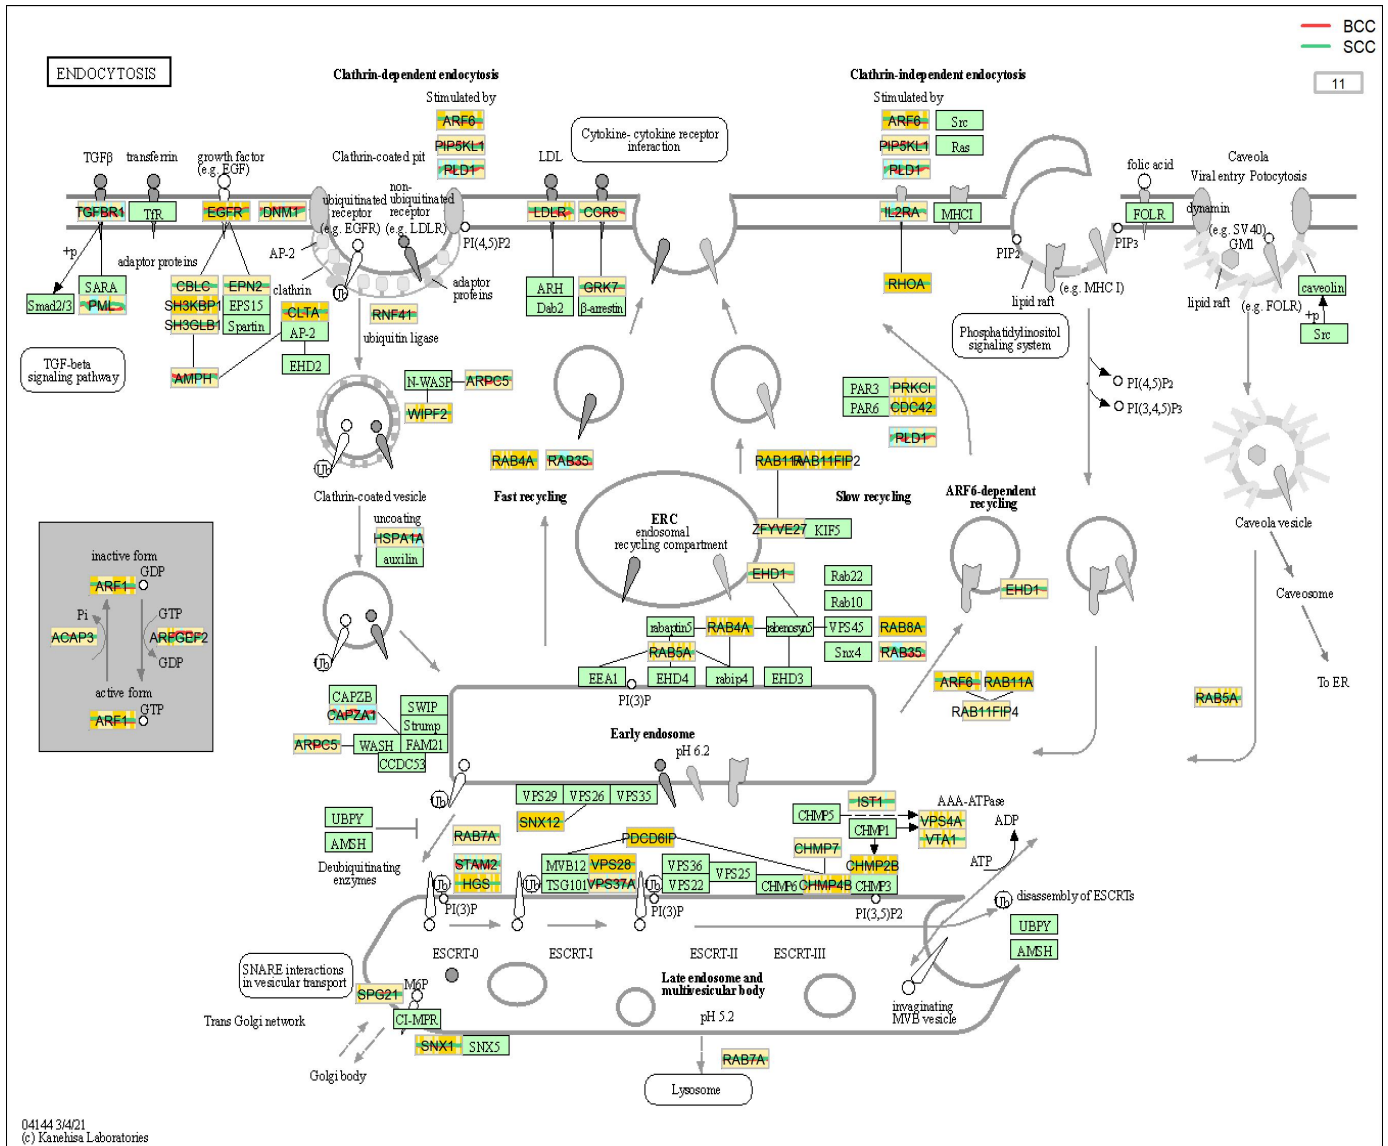 BCC
SCC
11
ENDOCYTOSIS
Clathrin-dependent endocytosis
Stimulated by
ARF6
PIP5KL1
PLD1
Clathrin-independent endocytosis
Stimulated by
ARF6
Src
PIP5KL1
Ras
PLD1
Cytokine- cytokine receptor
interaction
TGFβ
transferrin
growth factor
(e.g. EGF)
Clathrin-coated pit
LDL
folic acid
Caveola
Viral entry Potocytosis
TGFBR1
TfR
EGFR
DNM1
ubiquitinated
receptor
(e.g. EGFR)
non-
ubiquitinated
receptor
(e.g. LDLR)
LDLR
CCR5
IL2RA
MHCI
FOLR
dynamin
(e.g. SV40)
GM1
PI(4,5)P2
PIP2
PIP3
+p
adaptor proteins
AP-2
clathrin
adaptor
proteins
SARA
Smad2/3
PML
CBLC
EPN2
SH3KBP1
EPS15
SH3GLB1
Spartin
CLTA
AP-2
EHD2
AMPH
Ub
RNF41
ubiquitin ligase
ARH
Dab2
GRK7
β-arrestin
RHOA
lipid raft
(e.g. MHC I)
lipid raft
(e.g. FOLR)
caveolin
+p
Src
TGF-beta
signaling pathway
Phosphatidylinositol
signaling system
N-WASP
ARPC5
WIPF2
PAR3
PRKCI
PAR6
CDC42
PLD1
PI(4,5)P2
PI(3,4,5)P3
Ub
RAB4A
RAB35
RAB11A
RAB11FIP2
Clathrin-coated vesicle
Fast recycling
Slow recycling
ARF6-dependent
recycling
uncoating
HSPA1A
auxilin
ERC
endosomal
recycling compartment
ZFYVE27
KIF5
Caveola vesicle
inactive form
GDP
ARF1
Pi
GTP
ACAP3
ARFGEF2
GDP
active form
GTP
ARF1
EHD1
Rab22
Rab10
EHD1
Caveosome
Ub
rabaptin5
RAB4A
rabenosyn5
VPS45
RAB8A
RAB5A
Snx4
RAB35
EEA1
EHD4
rabip4
EHD3
PI(3)P
ARF6
RAB11A
RAB11FIP4
To ER
RAB5A
CAPZB
CAPZA1
SWIP
Strump
ARPC5
WASH
FAM21
CCDC53
Early endosome
pH 6.2
Ub
VPS29
VPS26
VPS35
SNX12
UBPY
AMSH
Deubiquitinating
enzymes
RAB7A
STAM2
HGS
PDCD6IP
MVB12
VPS28
TSG101
VPS37A
VPS36
VPS22
VPS25
CHMP5
IST1
CHMP1
CHMP7
CHMP2B
CHMP6
CHMP4B
CHMP3
AAA-ATPase
VPS4A
VTA1
ADP
ATP
Ub
Ub
Ub
PI(3)P
PI(3)P
PI(3,5)P2
Ub
disassembly of ESCRTs
UBPY
AMSH
ESCRT-0
ESCRT-I
ESCRT-II
ESCRT-III
SNARE interactions
in vesicular transport
M6P
SPG21
Late endosome and
multivesicular body
pH 5.2
invaginating
MVB vesicle
Trans Golgi network
CI-MPR
SNX1
SNX5
Golgi body
RAB7A
Lysosome
04144 3/4/21
(c) Kanehisa Laboratories